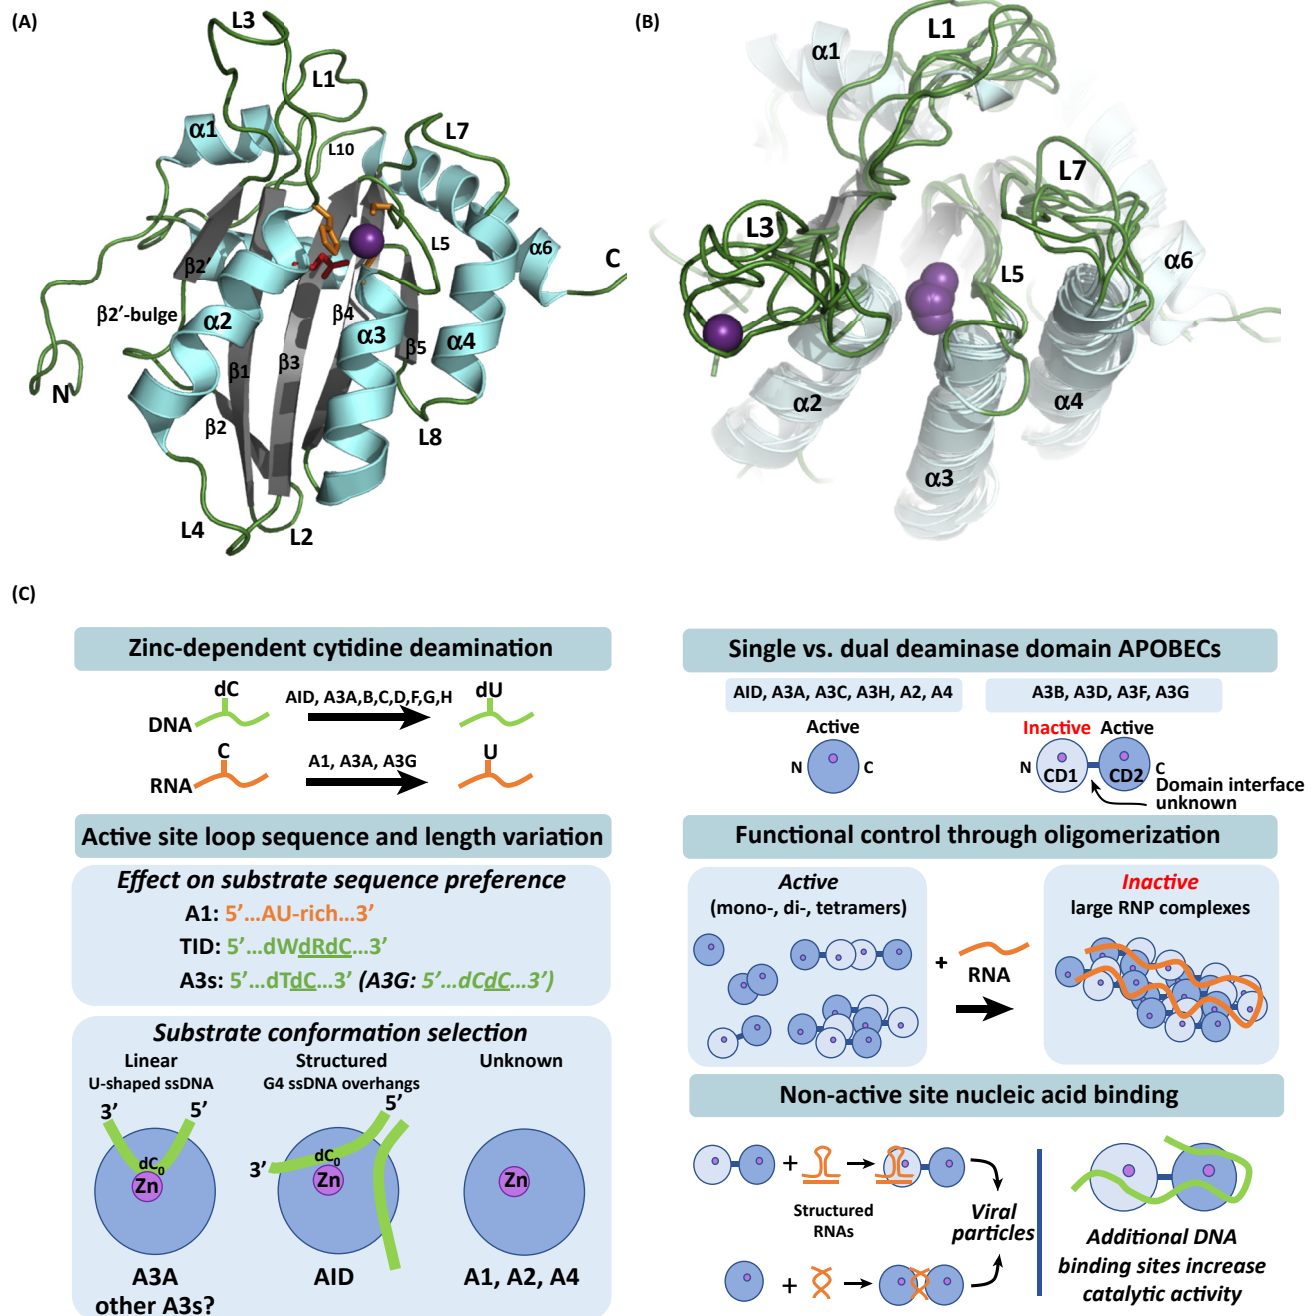 (A)
L3
L1
α1
L10
L7
L5
α6
C
β2′
β2′-bulge
α2
β4
α3
β5
α4
β1
β3
N
β2
L8
L4
L2
(B)
L1
α1
L7
L3
α6
L5
α2
α4
α3
(C)
Zinc-dependent cytidine deamination
dC
AID, A3A,B,C,D,F,G,H
dU
DNA
C
A1, A3A, A3G
U
RNA
Active site loop sequence and length variation
Effect on substrate sequence preference
A1: 5’...AU-rich...3’
TID: 5’...dWdRdC...3’
A3s: 5’...dTdC...3’ (A3G: 5’...dCdC...3’)
Substrate conformation selection
Linear
U-shaped ssDNA
3’
5’
dC0
Zn
A3A
other A3s?
Structured
G4 ssDNA overhangs
5’
3’
dC0
Zn
AID
Unknown
Zn
A1, A2, A4
Single vs. dual deaminase domain APOBECs
AID, A3A, A3C, A3H, A2, A4
Active
N
C
A3B, A3D, A3F, A3G
Inactive
Active
N
CD1
CD2
C
Domain interface
unknown
Functional control through oligomerization
Active
(mono-, di-, tetramers)
+
RNA
Inactive
large RNP complexes
Non-active site nucleic acid binding
+
Structured
RNAs
+
Viral
particles
Additional DNA
binding sites increase
catalytic activity